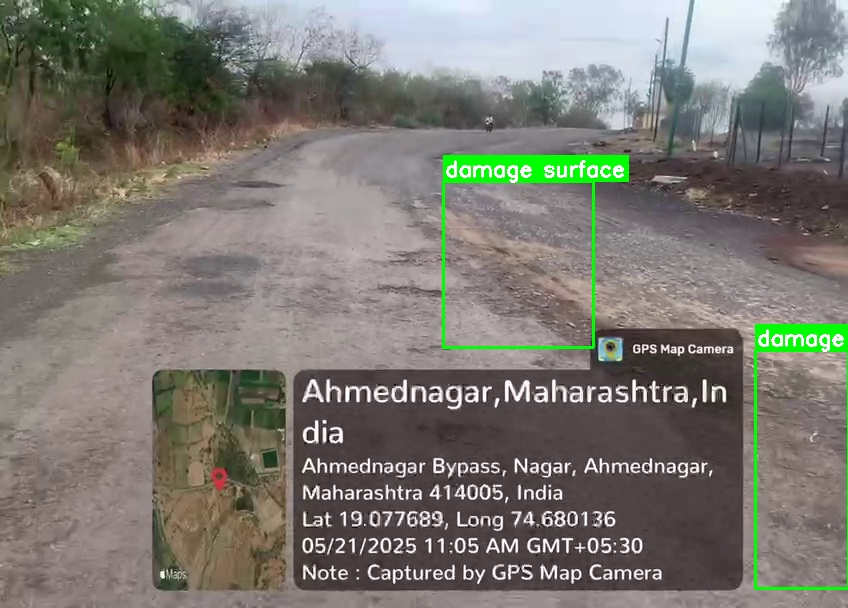 damage surface
damage
GPS Map Camera
Ahmednagar,Maharashtra,In
dia
Ahmednagar Bypass, Nagar, Ahmednagar,
Maharashtra 414005, India
Lat 19.077689, Long 74.680136
05/21/2025 11:05 AM GMT+05:30
Note : Captured by GPS Map Camera
Maps